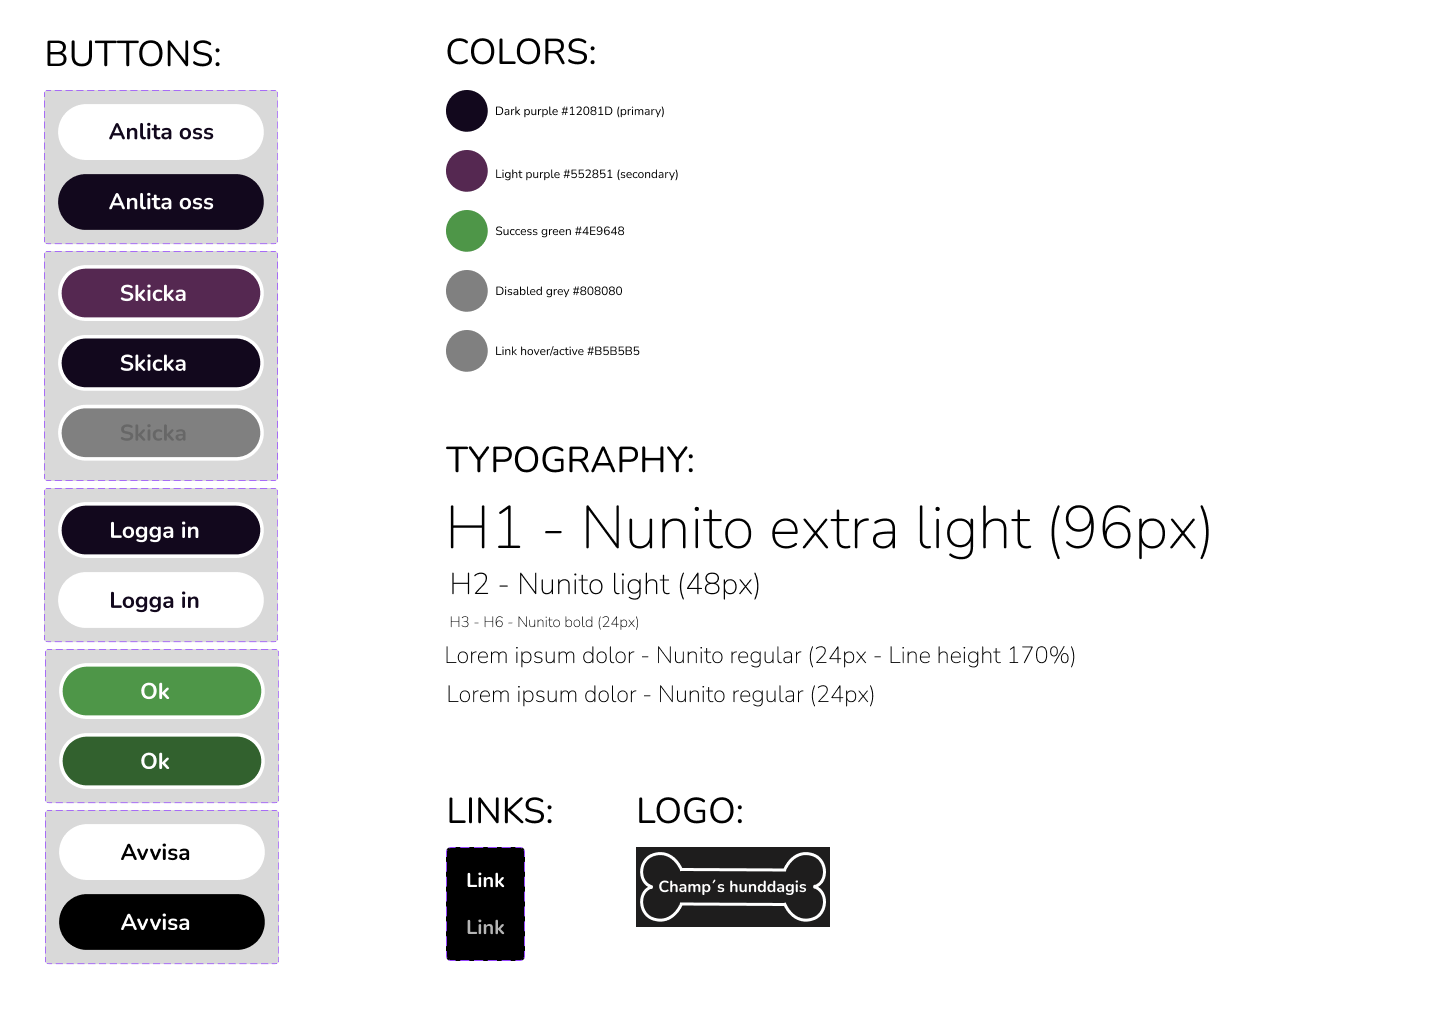 BUTTONS:
Anlita oss
Anlita oss
Skicka
Skicka
Skicka
Logga in
Logga in
Ok
Ok
Avvisa
Avvisa
COLORS:
Dark purple #12081D (primary)
Light purple #552851 (secondary)
Success green #4E9648
Disabled grey #808080
Link hover/active #B5B5B5
TYPOGRAPHY:
H1 - Nunito extra light (96px)
H2 - Nunito light (48px)
H3 - H6 - Nunito bold (24px)
Lorem ipsum dolor - Nunito regular (24px - Line height 170%)
Lorem ipsum dolor - Nunito regular (24px)
LINKS:
Link
Link
LOGO:
Champ´s hunddagis